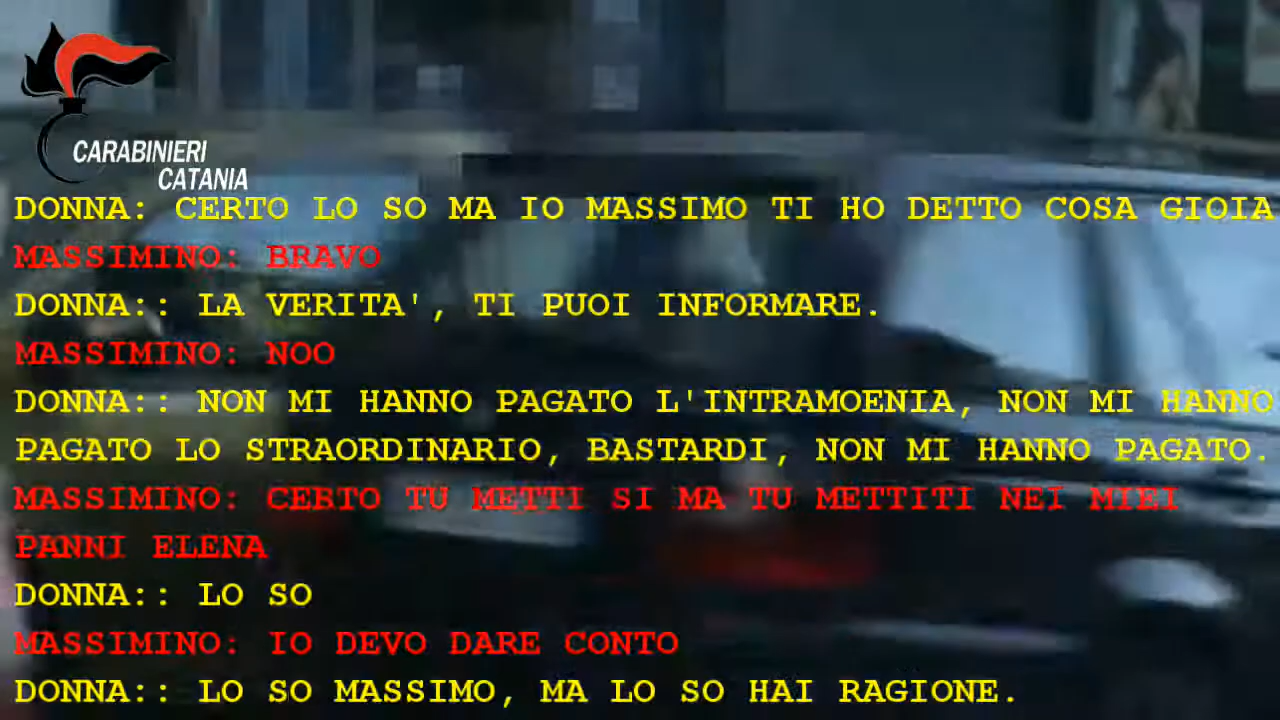 CARABINIERI
CATANIA
DONNA: CERTO LO SO MA IO MASSIMO TI HO DETTO COSA GIOIA
MASSIMINO: BRAVO
DONNA:: LA VERITA', TI PUOI INFORMARE.
MASSIMINO: NOO
DONNA:: NON MI HANNO PAGATO L'INTRAMOENIA, NON MI HANNO
PAGATO LO STRAORDINARIO, BASTARDI, NON MI HANNO PAGATO.
MASSIMINO: CERTO TU METTI SI MA TU METTITI NEI MIEI
PANNI ELENA
DONNA:: LO SO
MASSIMINO: IO DEVO DARE CONTO
DONNA:: LO SO MASSIMO, MA LO SO HAI RAGIONE.